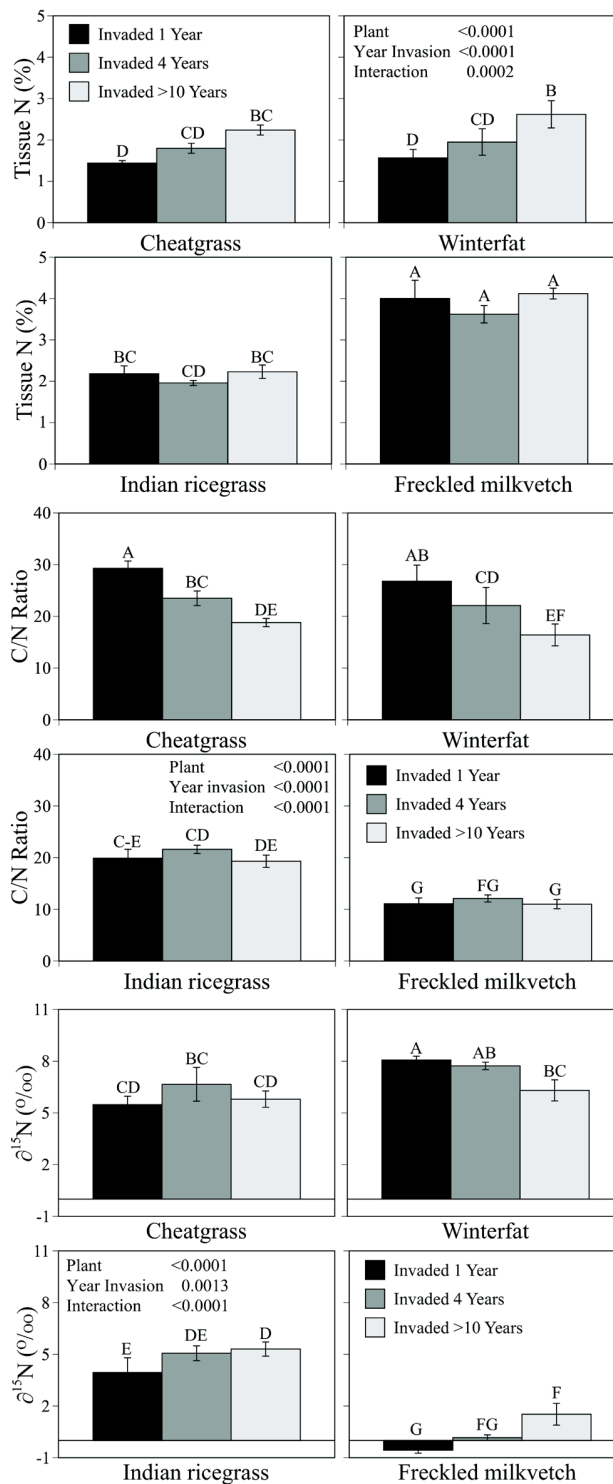 5
4
3
2
1
0
Tissue N (%)
Invaded 1 Year
Invaded 4 Years
Invaded >10 Years
D
CD
BC
Cheatgrass
Plant <0.0001
Year Invasion <0.0001
Interaction 0.0002
D
CD
B
Winterfat
5
4
3
2
1
0
Tissue N (%)
BC
CD
BC
Indian ricegrass
A
A
A
Freckled milkvetch
40
30
20
10
0
C/N Ratio
A
BC
DE
Cheatgrass
AB
CD
EF
Winterfat
40
30
20
10
0
C/N Ratio
Plant <0.0001
Year invasion <0.0001
Interaction <0.0001
C-E
CD
DE
Indian ricegrass
Invaded 1 Year
Invaded 4 Years
Invaded >10 Years
G
FG
G
Freckled milkvetch
11
8
5
2
-1
∂15N (o/oo)
CD
BC
CD
Cheatgrass
A
AB
BC
Winterfat
11
8
5
2
-1
∂15N (o/oo)
Plant <0.0001
Year Invasion 0.0013
Interaction <0.0001
E
DE
D
Indian ricegrass
Invaded 1 Year
Invaded 4 Years
Invaded >10 Years
G
FG
F
Freckled milkvetch